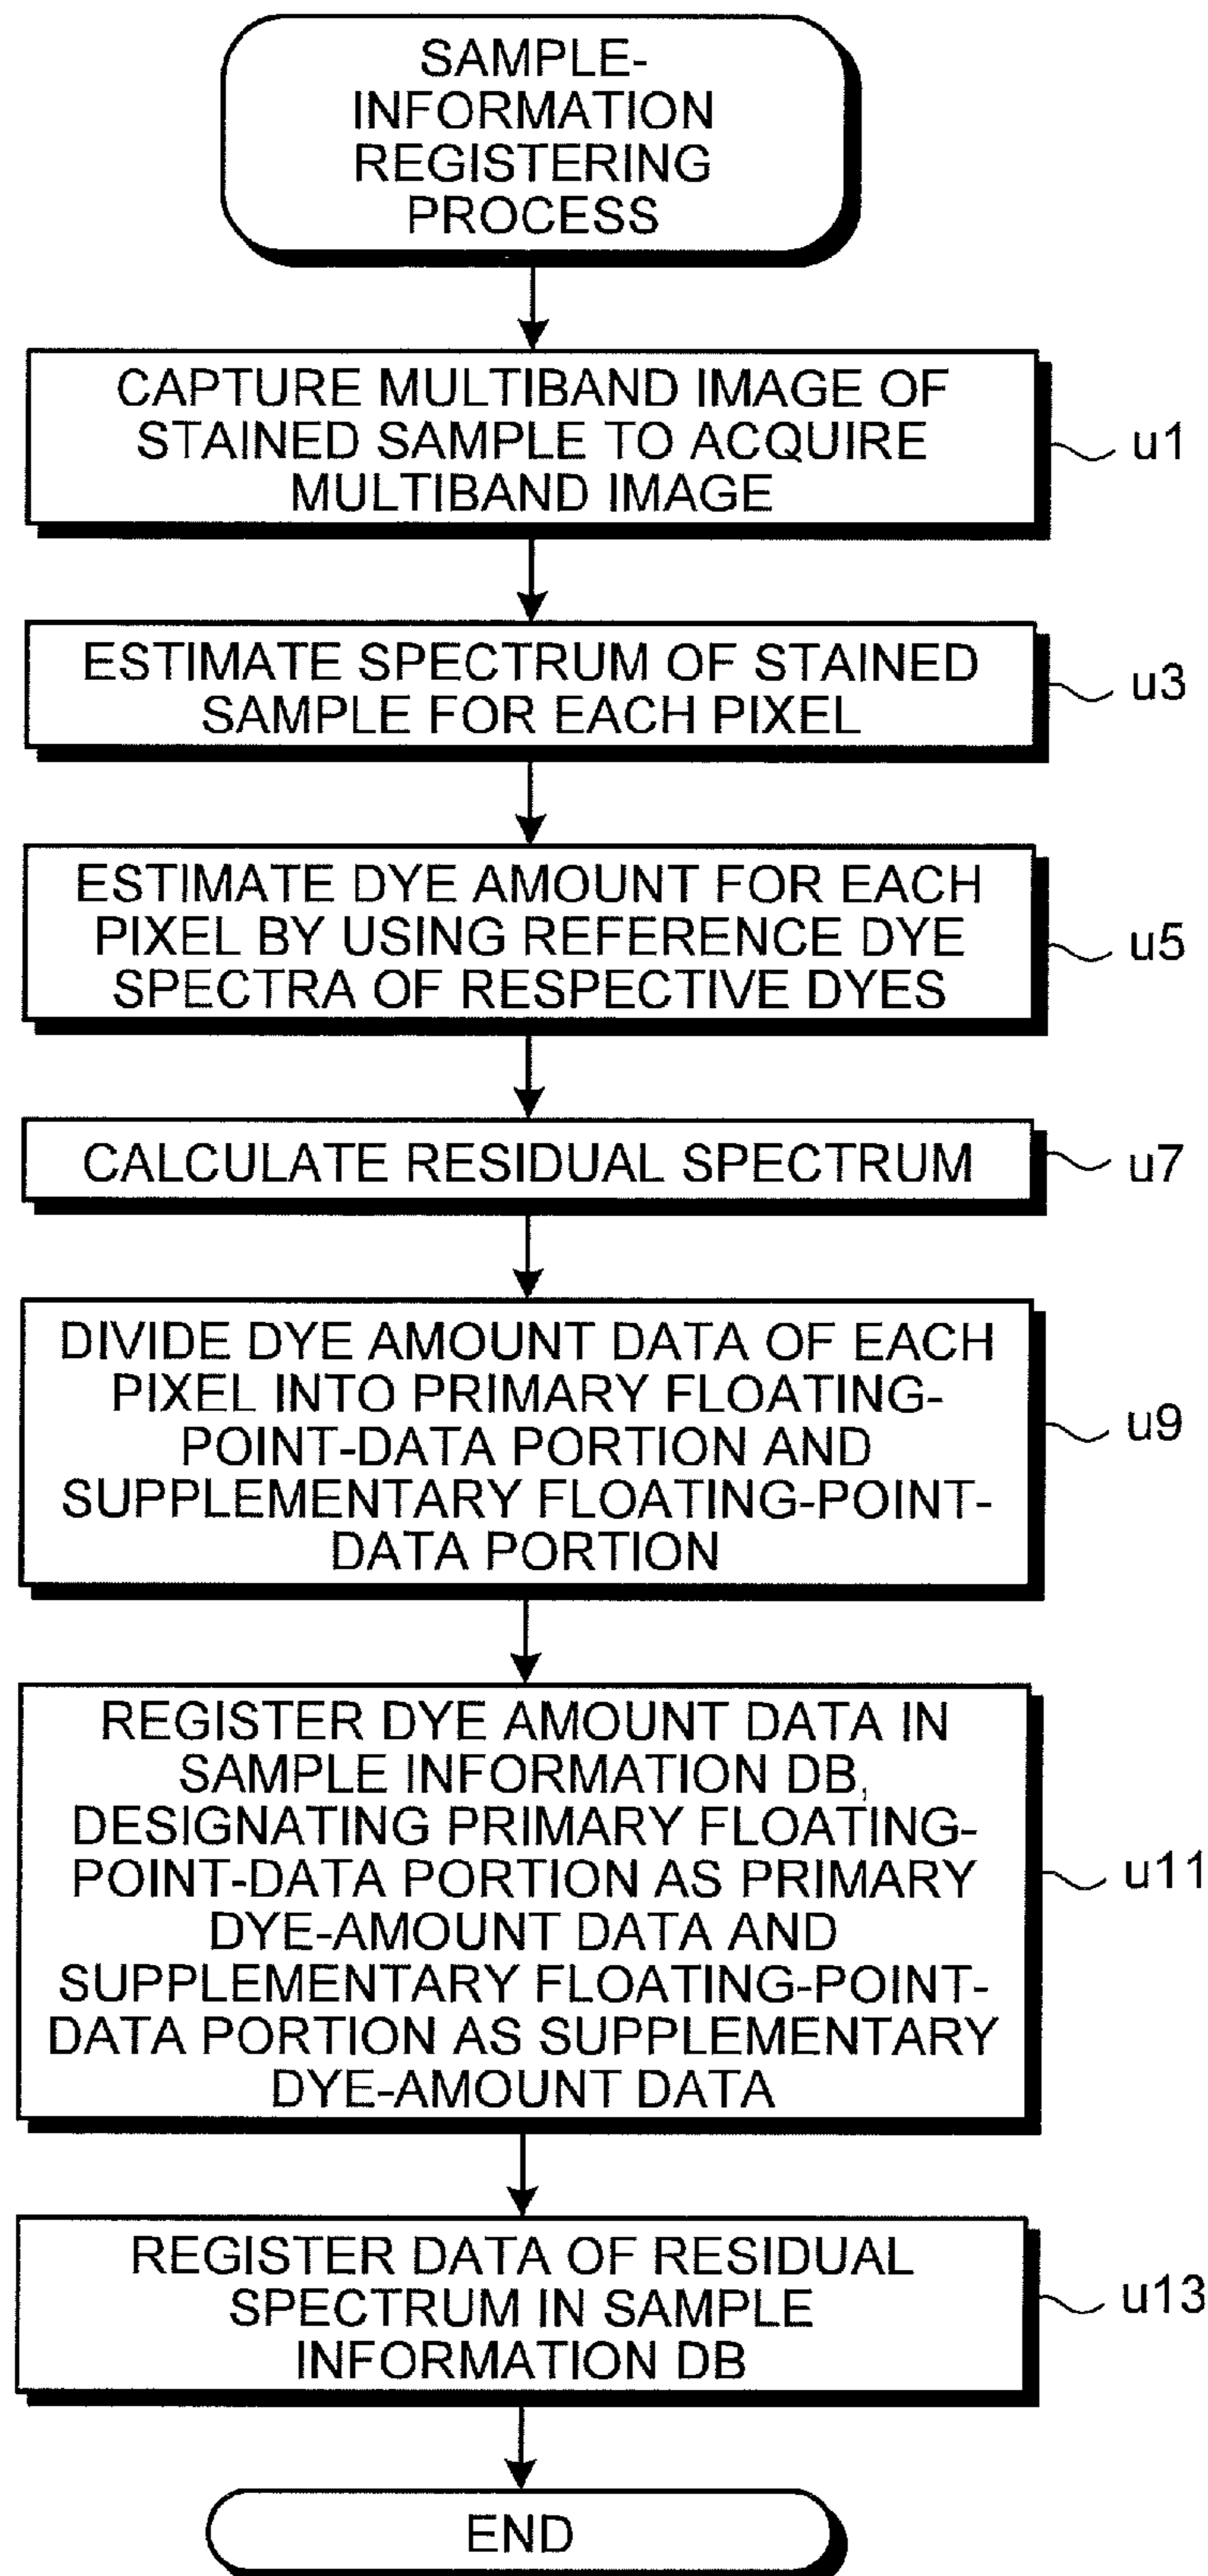 SAMPLE-
INFORMATION
REGISTERING
PROCESS
CAPTURE MULTIBAND IMAGE OF
STAINED SAMPLE TO ACQUIRE
MULTIBAND IMAGE
u1
ESTIMATE SPECTRUM OF STAINED
SAMPLE FOR EACH PIXEL
u3
ESTIMATE DYE AMOUNT FOR EACH
PIXEL BY USING REFERENCE DYE
SPECTRA OF RESPECTIVE DYES
u5
CALCULATE RESIDUAL SPECTRUM
u7
DIVIDE DYE AMOUNT DATA OF EACH
PIXEL INTO PRIMARY FLOATING-
POINT-DATA PORTION AND
SUPPLEMENTARY FLOATING-POINT-
DATA PORTION
u9
REGISTER DYE AMOUNT DATA IN
SAMPLE INFORMATION DB,
DESIGNATING PRIMARY FLOATING-
POINT-DATA PORTION AS PRIMARY
DYE-AMOUNT DATA AND
SUPPLEMENTARY FLOATING-POINT-
DATA PORTION AS SUPPLEMENTARY
DYE-AMOUNT DATA
u11
REGISTER DATA OF RESIDUAL
SPECTRUM IN SAMPLE
INFORMATION DB
u13
END